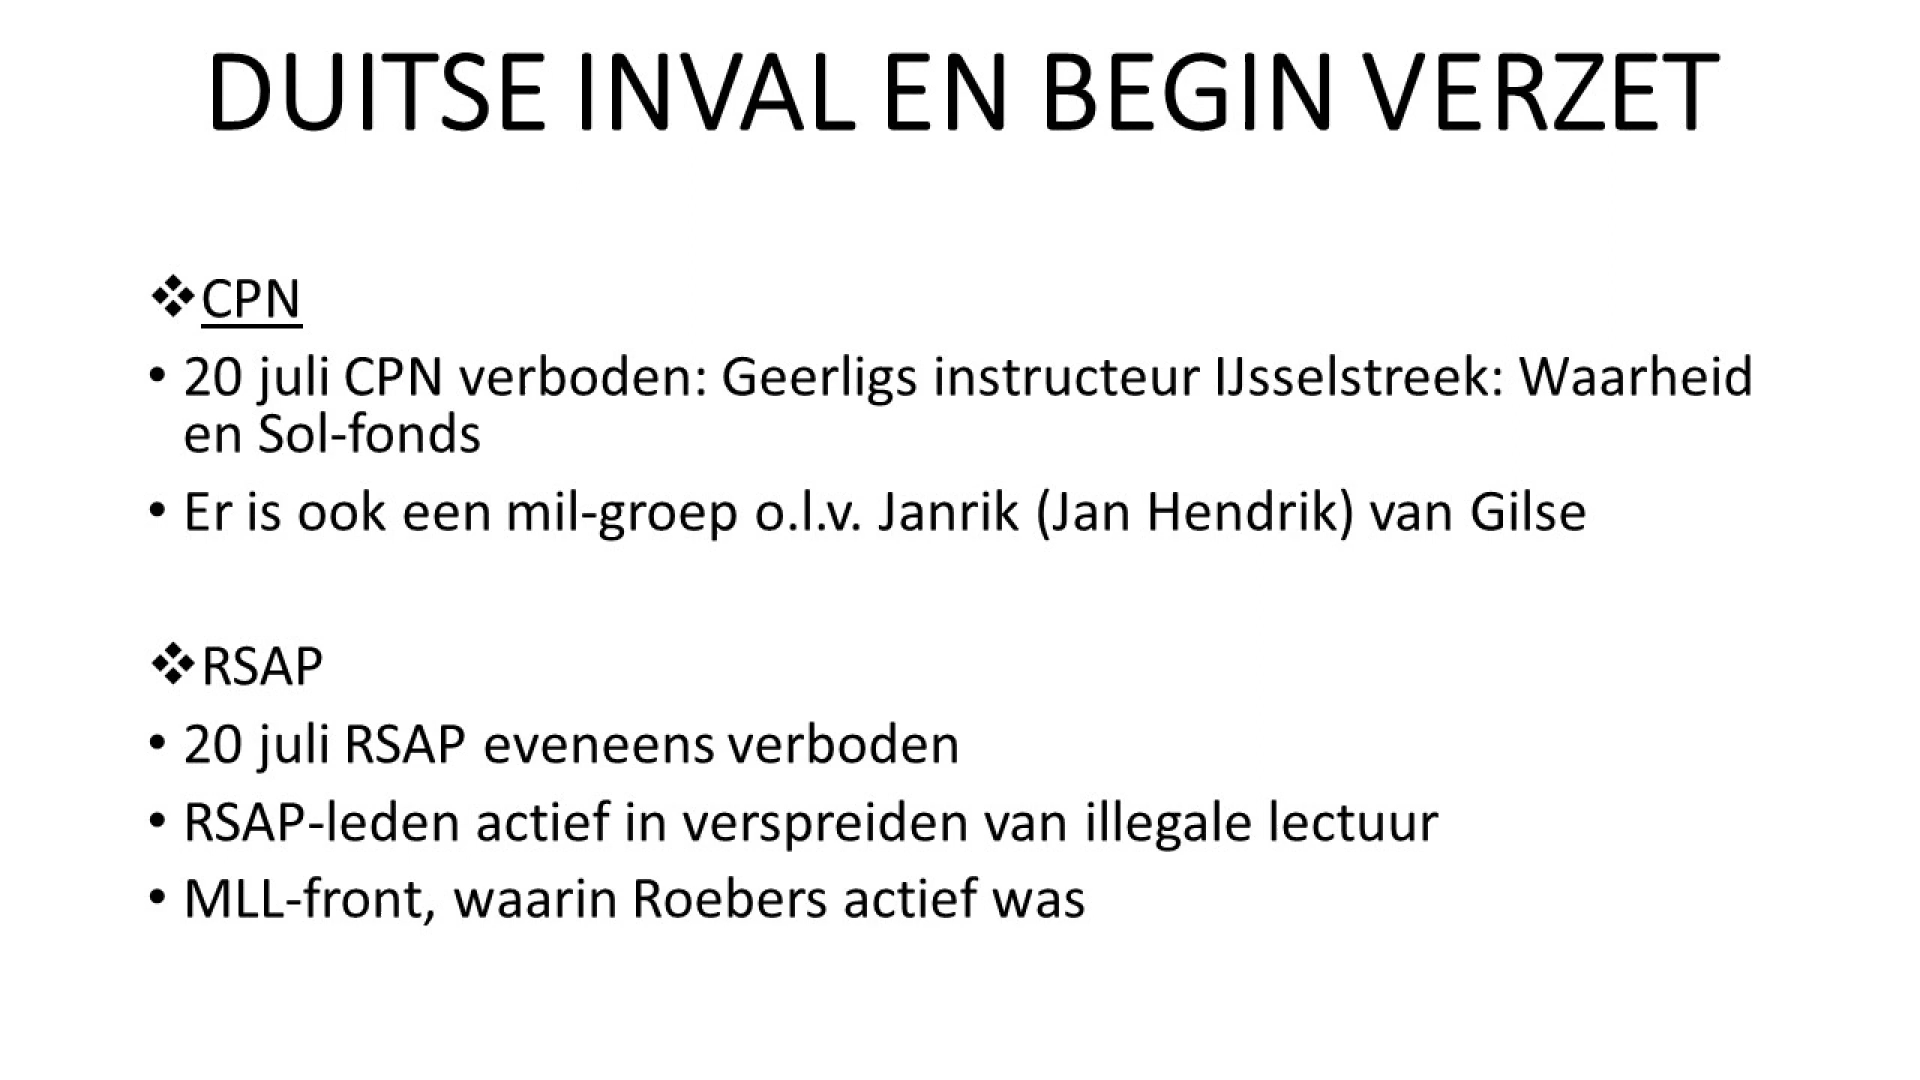 DUITSE INVAL EN BEGIN VERZET
❖CPN
• 20 juli CPN verboden: Geerligs instructeur IJsselstreek: Waarheid
en Sol-fonds
• Er is ook een mil-groep o.l.v. Janrik (Jan Hendrik) van Gilse
❖RSAP
• 20 juli RSAP eveneens verboden
• RSAP-leden actief in verspreiden van illegale lectuur
• MLL-front, waarin Roebers actief was